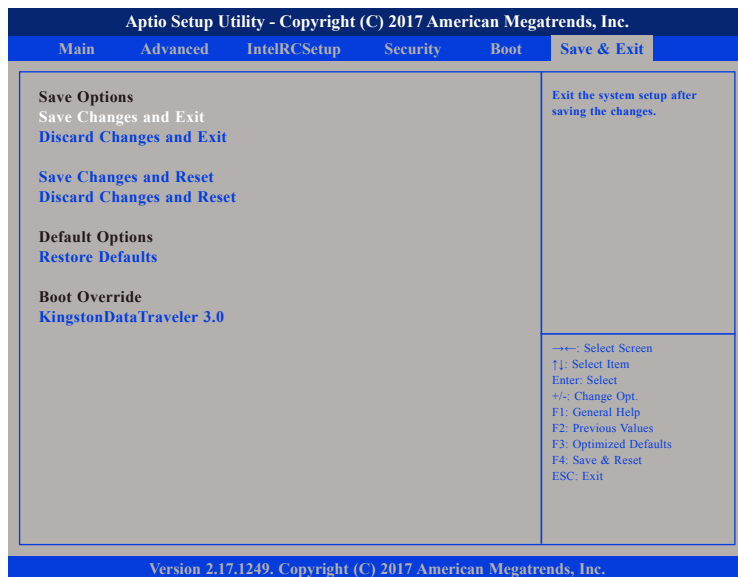 Aptio Setup Utility - Copyright (C) 2017 American Megatrends, Inc.
Main Advanced IntelRCSetup Security Boot Save & Exit
Save Options
Save Changes and Exit
Discard Changes and Exit
Save Changes and Reset
Discard Changes and Reset
Default Options
Restore Defaults
Boot Override
KingstonDataTraveler 3.0
Exit the system setup after
saving the changes.
→←: Select Screen
↑↓: Select Item
Enter: Select
+/-: Change Opt.
F1: General Help
F2: Previous Values
F3: Optimized Defaults
F4: Save & Reset
ESC: Exit
Version 2.17.1249. Copyright (C) 2017 American Megatrends, Inc.